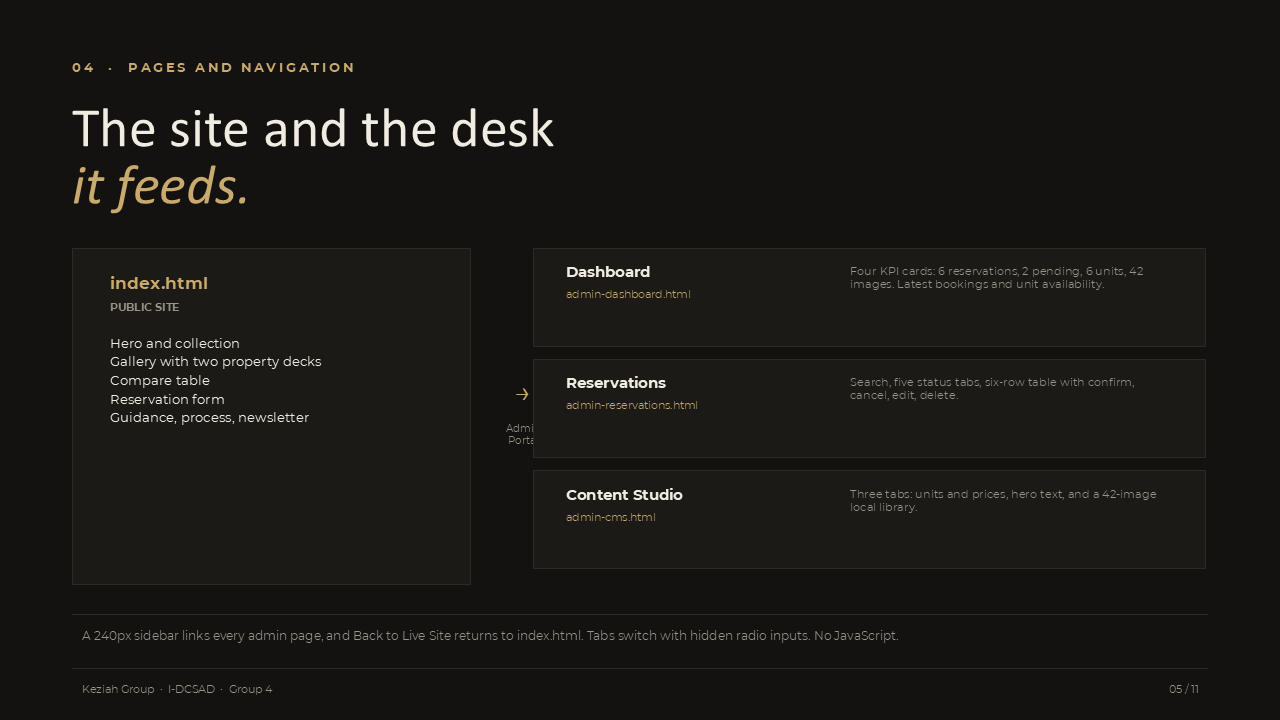 04 · PAGES AND NAVIGATION
The site and the desk
it feeds.
index.html
PUBLIC SITE
Hero and collection
Gallery with two property decks
Compare table
Reservation form
Guidance, process, newsletter
→
Admi
Porta
Dashboard
admin-dashboard.html
Four KPI cards: 6 reservations, 2 pending, 6 units, 42
images. Latest bookings and unit availability.
Reservations
admin-reservations.html
Search, five status tabs, six-row table with confirm,
cancel, edit, delete.
Content Studio
admin-cms.html
Three tabs: units and prices, hero text, and a 42-image
local library.
A 240px sidebar links every admin page, and Back to Live Site returns to index.html. Tabs switch with hidden radio inputs. No JavaScript.
Keziah Group · I-DCSAD · Group 4
05 / 11